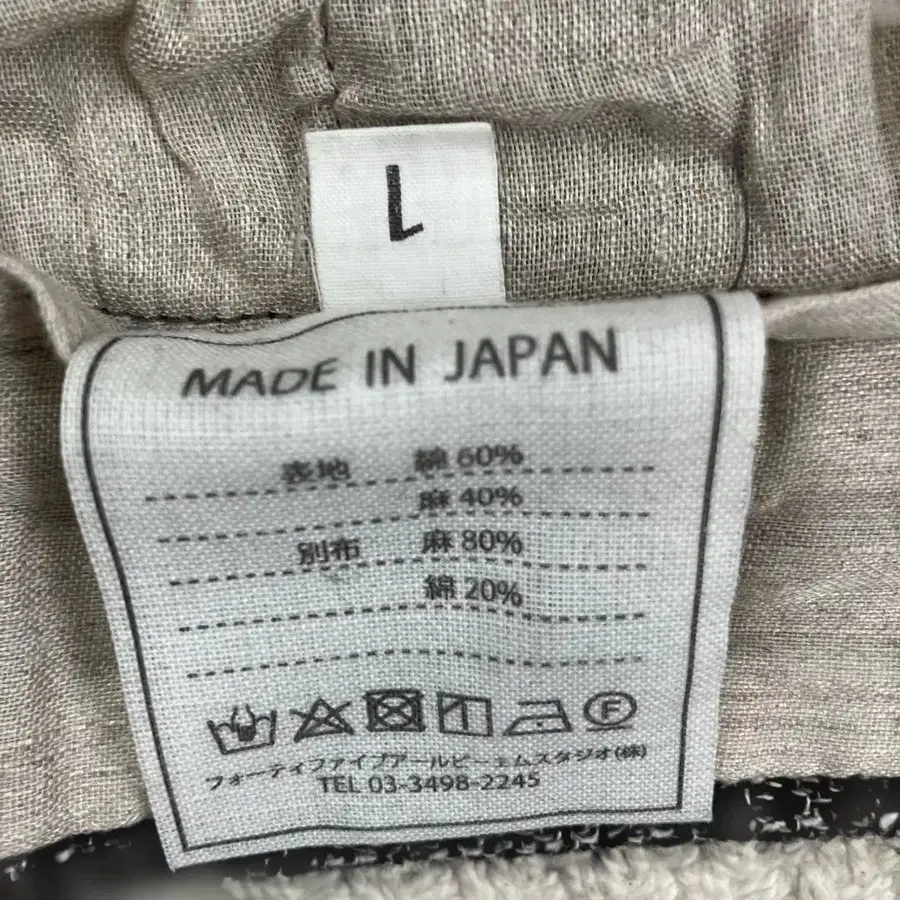 1
MADE IN JAPAN
表地 綿 60%
麻 40%
別布 麻 80%
綿 20%
F
フォーティファイブアールピーエムスタジオ(株)
TEL 03-3498-2245